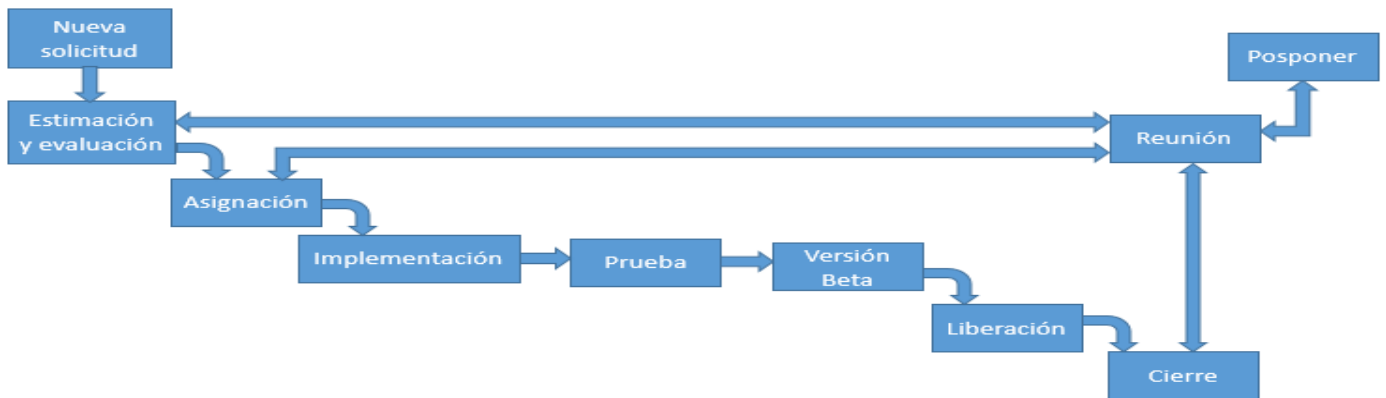 Nueva
solicitud
Posponer
Estimación
y evaluación
Reunión
Asignación
Implementación
Prueba
Versión
Beta
Liberación
Cierre